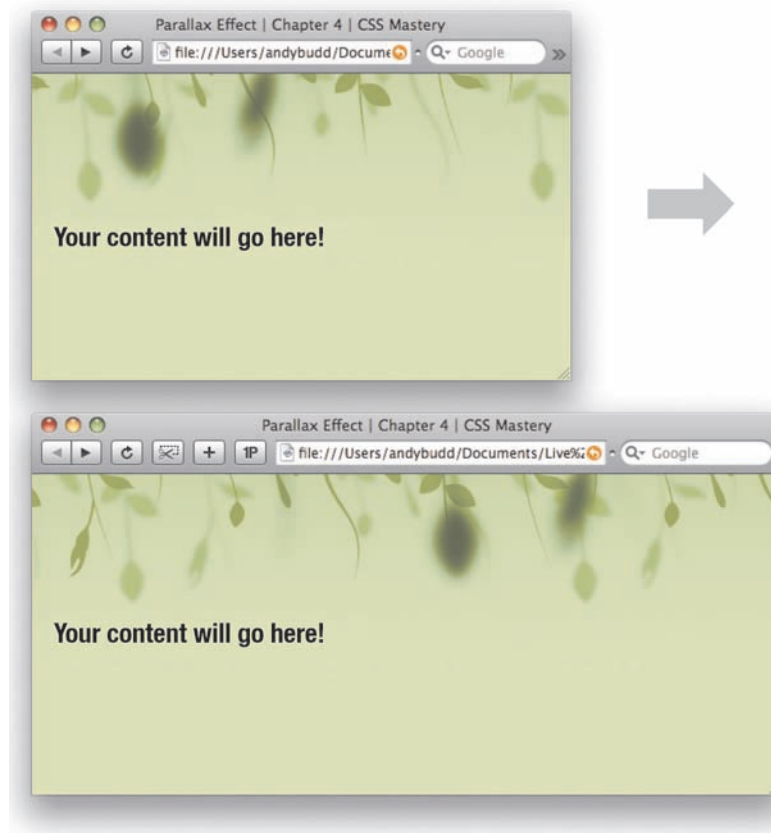 Parallax Effect | Chapter 4 | CSS Mastery
file:///Users/andybudd/Docume
Google
Your content will go here!
Parallax Effect | Chapter 4 | CSS Mastery
1P
file:///Users/andybudd/Documents/Live%2
Google
Your content will go here!